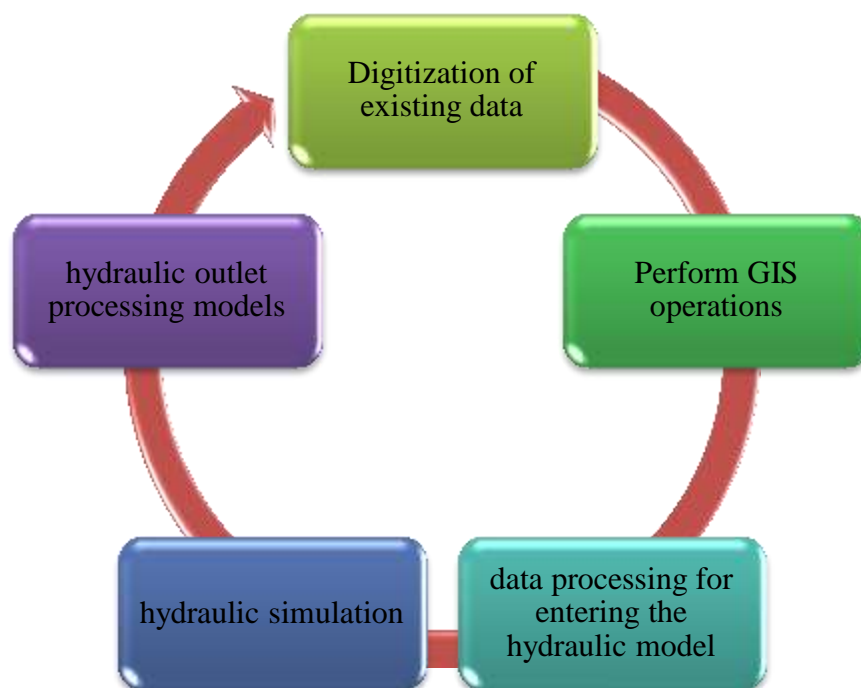 Digitization of
existing data
Perform GIS
operations
data processing for
entering the
hydraulic model
hydraulic simulation
hydraulic outlet
processing models